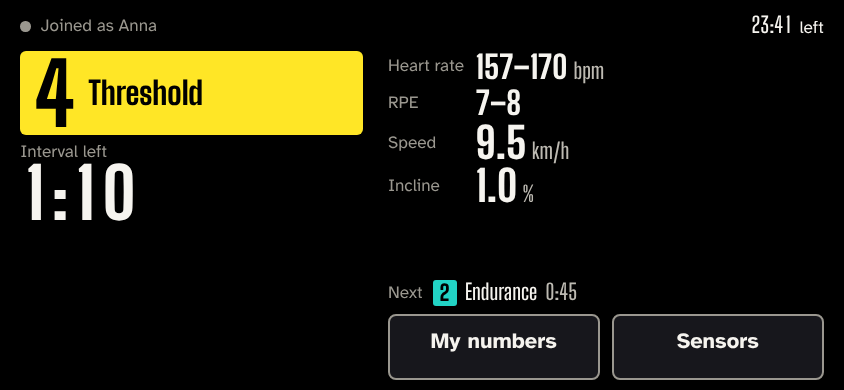 Joined as Anna
23:41 left
4 Threshold
Interval left
1:10
Heart rate 157–170 bpm
RPE 7–8
Speed 9.5 km/h
Incline 1.0 %
Next 2 Endurance 0:45
My numbers
Sensors